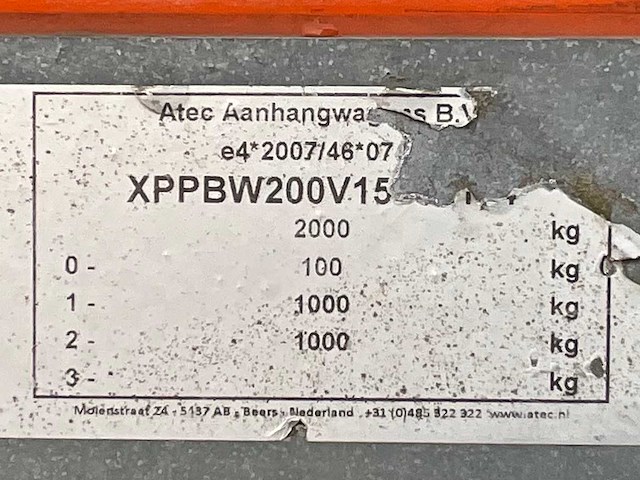 Atec Aanhangwa ns B.V
e4*2007/46*07
XPPBW200V15
2000 kg
0 - 100 kg
1 - 1000 kg
2 - 1000 kg
3 - kg
Molenstraat 24 - 5137 AB - Beers - Nederland +31 (0)485 322 322 www.atec.nl